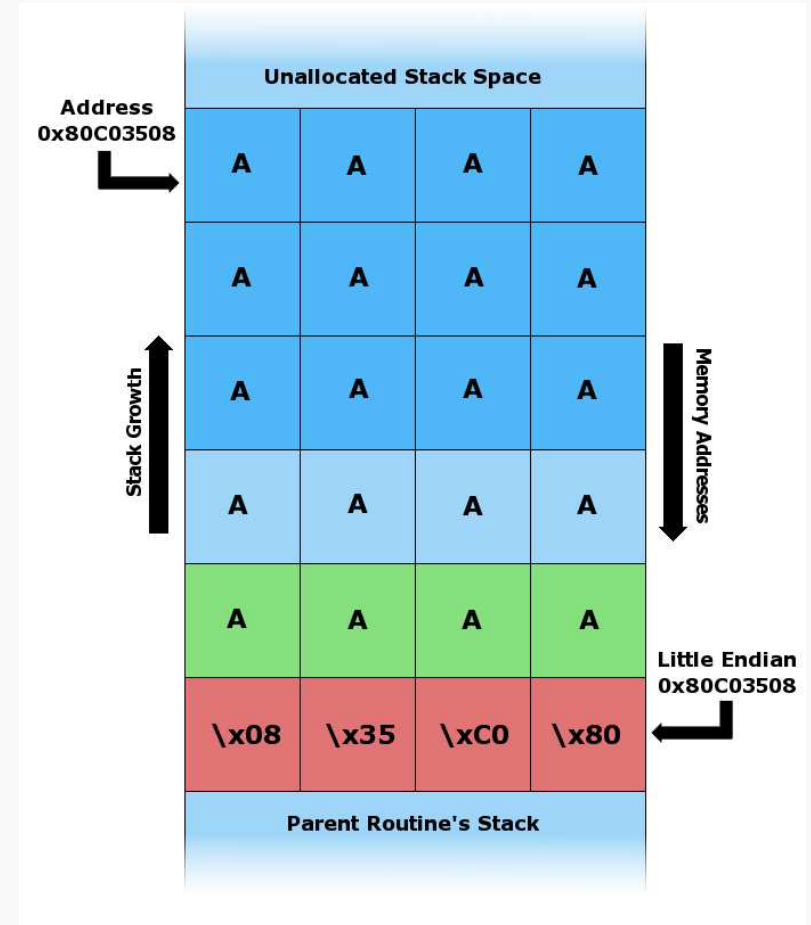 Unallocated Stack Space
Address
0x80C03508
A A A A
A A A A
A A A A
Stack Growth
Memory Addresses
A A A A
A A A A
Little Endian
0x80C03508
\x08 \x35 \xC0 \x80
Parent Routine's Stack